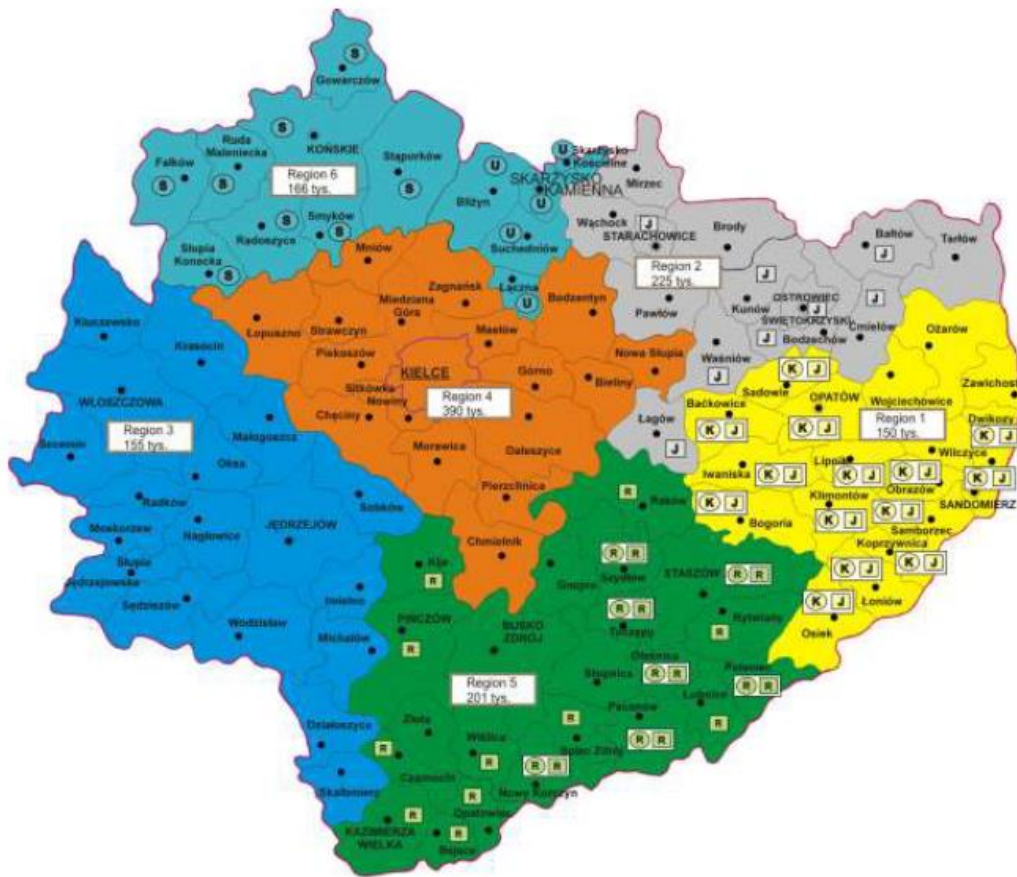 S
Gowarczów
Ruda
Maleniecka
S
KOŃSKIE
Fałków
S
S
Region 6
166 tys.
Stąporków
S
Radoszyce
S
Smyków
S
Słupia
Konecka
S
U
Skarżysko
Kościelne
SKARŻYSKO
KAMIENNA
U
Bliżyn
U
U
Suchedniów
Łączna
U
Mirzec
Wąchock
J
STARACHOWICE
Brody
Region 2
225 tys.
Pawłów
J
Kunów
OSTROWIEC
ŚWIĘTOKRZYSKI
J
J
Bodzechów
Ćmielów
J
Bałtów
J
Tarłów
Waśniów
J
Łagów
J
Mniów
Zagnańsk
Bodzentyn
Miedziana
Góra
Łopuszno
Strawczyn
Masłów
Piekoszów
KIELCE
Nowa Słupia
Górno
Bieliny
Sitkówka
Nowiny
Region 4
390 tys.
Chęciny
Morawica
Daleszyce
Pierzchnica
Chmielnik
Kluczewsko
Krasocin
WŁOSZCZOWA
Region 3
155 tys.
Małogoszcz
Secemin
Oksa
Radków
Sobków
Nagłowice
JĘDRZEJÓW
Moskorzew
Słupia
Jędrzejowska
Sędziszów
Imielno
Wodzisław
Michałów
Działoszyce
Skalbmierz
Ożarów
K J
Sadowie
Wojciechowice
Zawichost
OPATÓW
K J
Region 1
150 tys.
Baćkowice
K J
Dwikozy
K J
Wilczyce
Lipnik
Iwaniska
K J
K J
K J
K J
Obrazów
SANDOMIERZ
Klimontów
K J
K J
K J
Bogoria
Samborzec
Koprzywnica
K J
K J
Łoniów
K J
Osiek
R
Raków
Kije
R
Gnojno
R R
Szydłów
STASZÓW
R R
PIŃCZÓW
R
BUSKO
ZDRÓJ
R R
Tuczępy
Rytwiany
R
Oleśnica
R R
Połaniec
R R
Stopnica
Region 5
201 tys.
Łubnice
R
Pacanów
R R
Złota
R
Wiślica
R
R
Solec Zdrój
Czarnocin
R R
Nowy Korczyn
R
Opatowiec
R
KAZIMIERZA
WIELKA
R
Bejsce